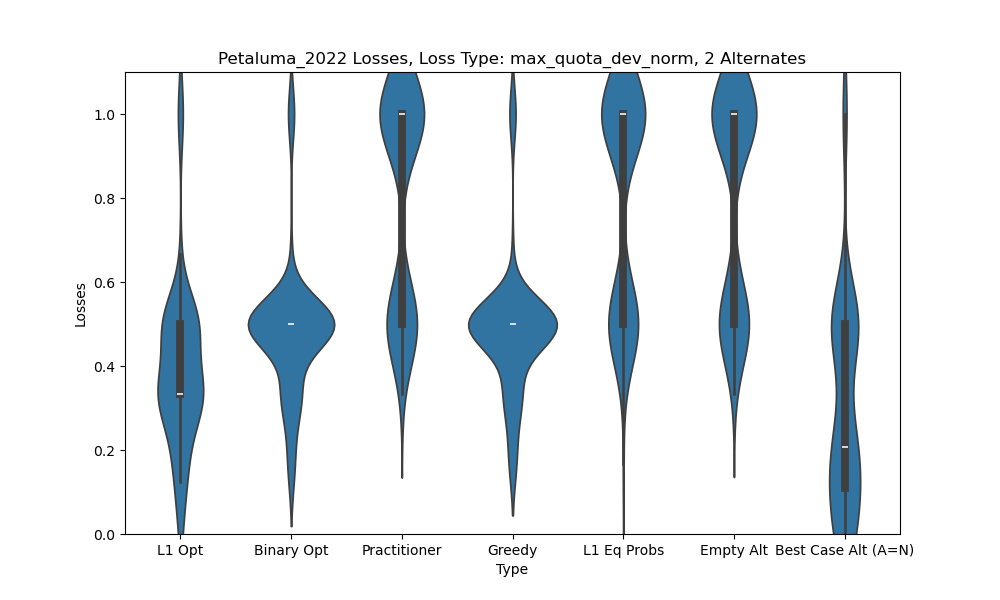 Petaluma_2022 Losses, Loss Type: max_quota_dev_norm, 2 Alternates
1.0
0.8
0.6
0.4
0.2
0.0
Losses
L1 Opt
Binary Opt
Practitioner
Greedy
L1 Eq Probs
Empty Alt
Best Case Alt (A=N)
Type